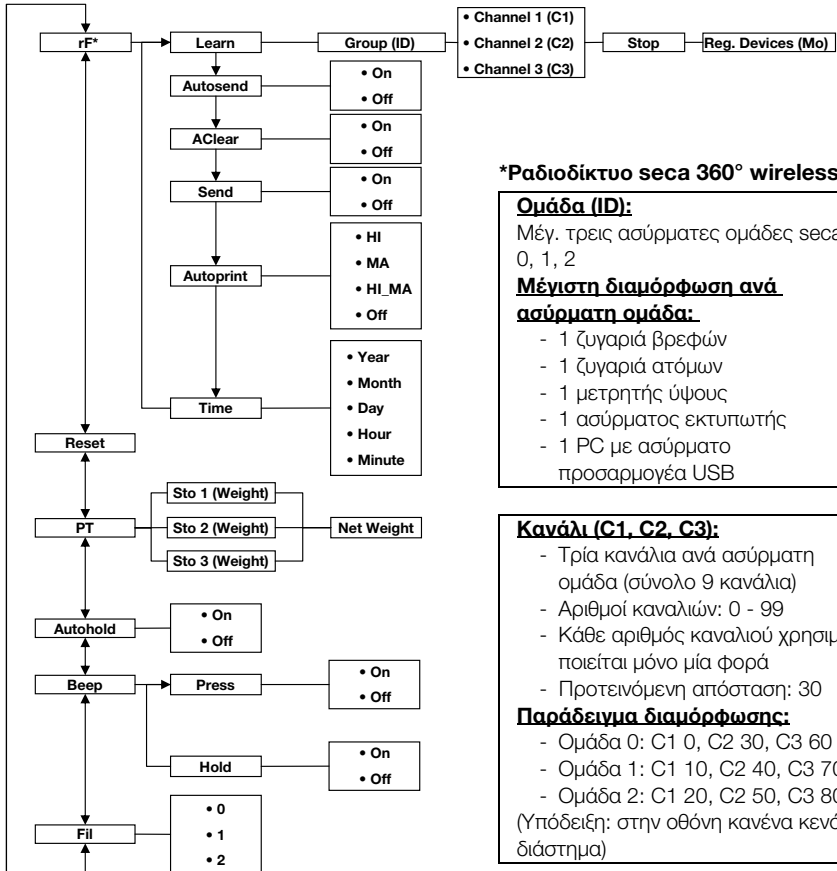 rF*
Learn
Group (ID)
• Channel 1 (C1)
• Channel 2 (C2)
• Channel 3 (C3)
Stop
Reg. Devices (Mo)
Autosend
• On
• Off
AClear
• On
• Off
Send
• On
• Off
Autoprint
• HI
• MA
• HI_MA
• Off
Time
• Year
• Month
• Day
• Hour
• Minute
Reset
PT
Sto 1 (Weight)
Sto 2 (Weight)
Sto 3 (Weight)
Net Weight
Autohold
• On
• Off
Beep
Press
• On
• Off
Hold
• On
• Off
Fil
• 0
• 1
• 2
*Ραδιοδίκτυο seca 360° wireless
Ομάδα (ID):
Μέγ. τρεις ασύρματες ομάδες seca
0, 1, 2
Μέγιστη διαμόρφωση ανά
ασύρματη ομάδα:
- 1 ζυγαριά βρεφών
- 1 ζυγαριά ατόμων
- 1 μετρητής ύψους
- 1 ασύρματος εκτυπωτής
- 1 PC με ασύρματο
προσαρμογέα USB
Κανάλι (C1, C2, C3):
- Τρία κανάλια ανά ασύρματη
ομάδα (σύνολο 9 κανάλια)
- Αριθμοί καναλιών: 0 - 99
- Κάθε αριθμός καναλιού χρησιμ
ποιείται μόνο μία φορά
- Προτεινόμενη απόσταση: 30
Παράδειγμα διαμόρφωσης:
- Ομάδα 0: C1 0, C2 30, C3 60
- Ομάδα 1: C1 10, C2 40, C3 70
- Ομάδα 2: C1 20, C2 50, C3 80
(Υπόδειξη: στην οθόνη κανένα κενό
διάστημα)